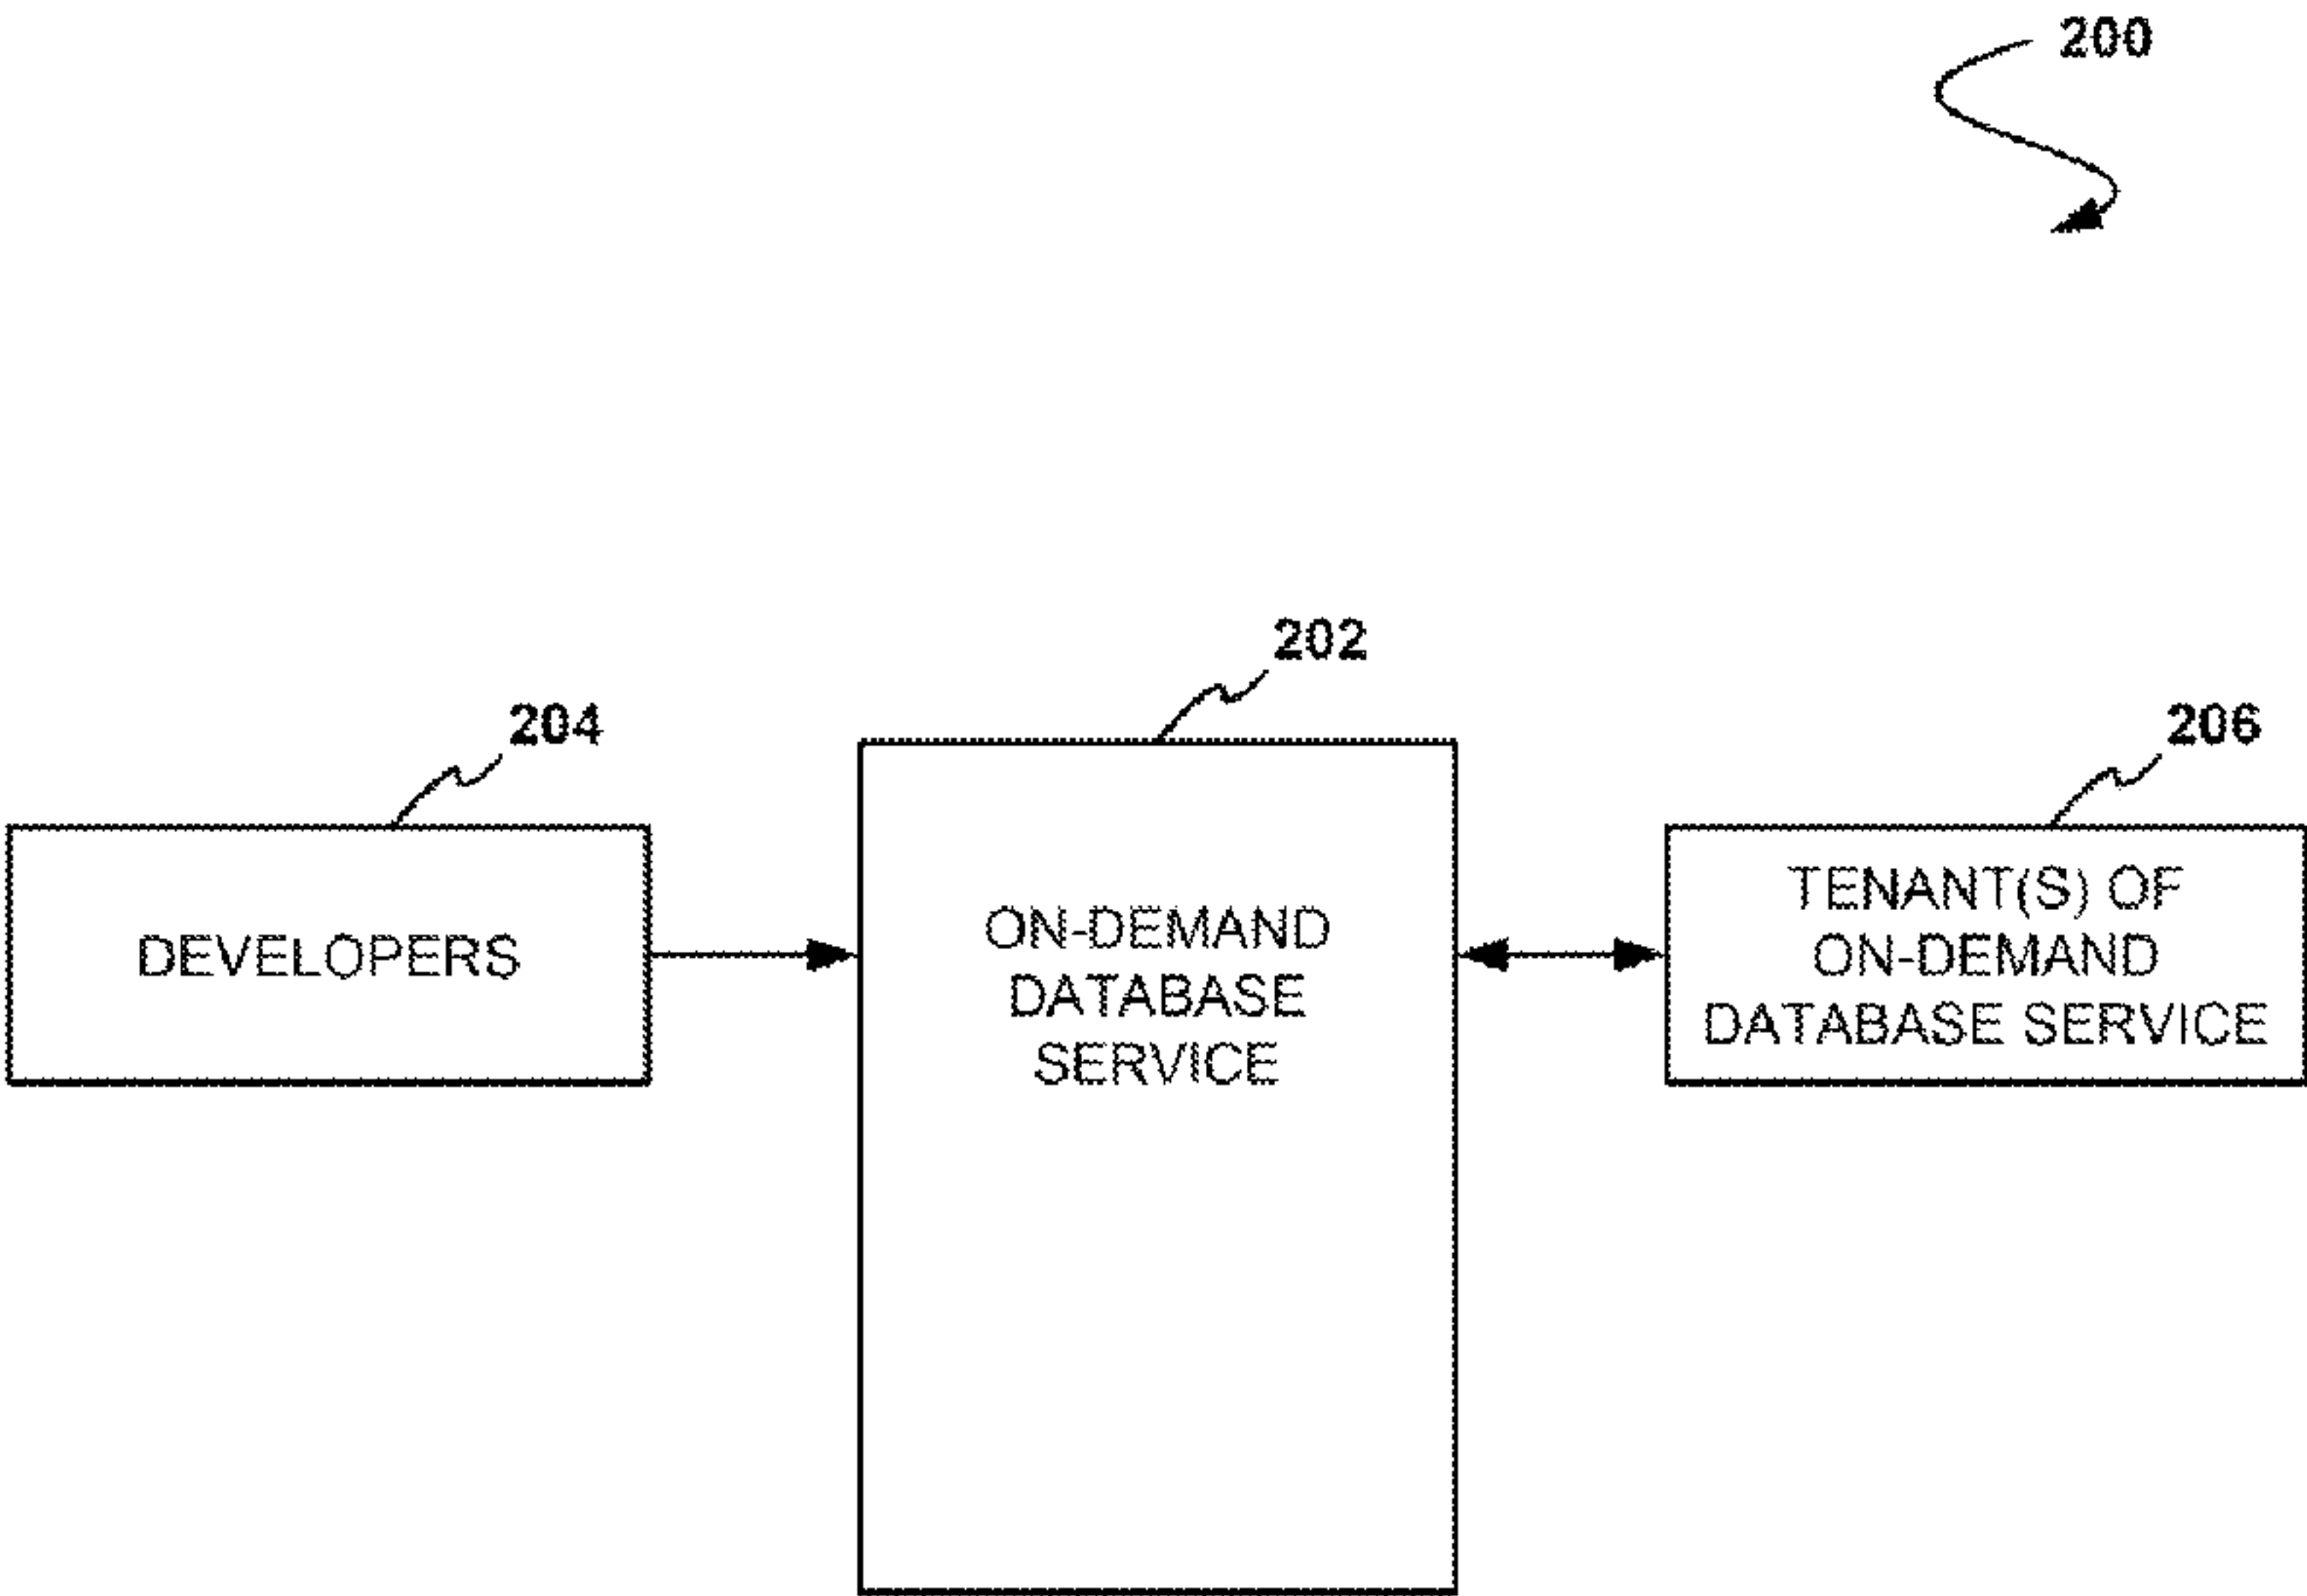 200
202
204
206
DEVELOPERS
ON-DEMAND
DATABASE
SERVICE
TENANT(S) OF
ON-DEMAND
DATABASE SERVICE